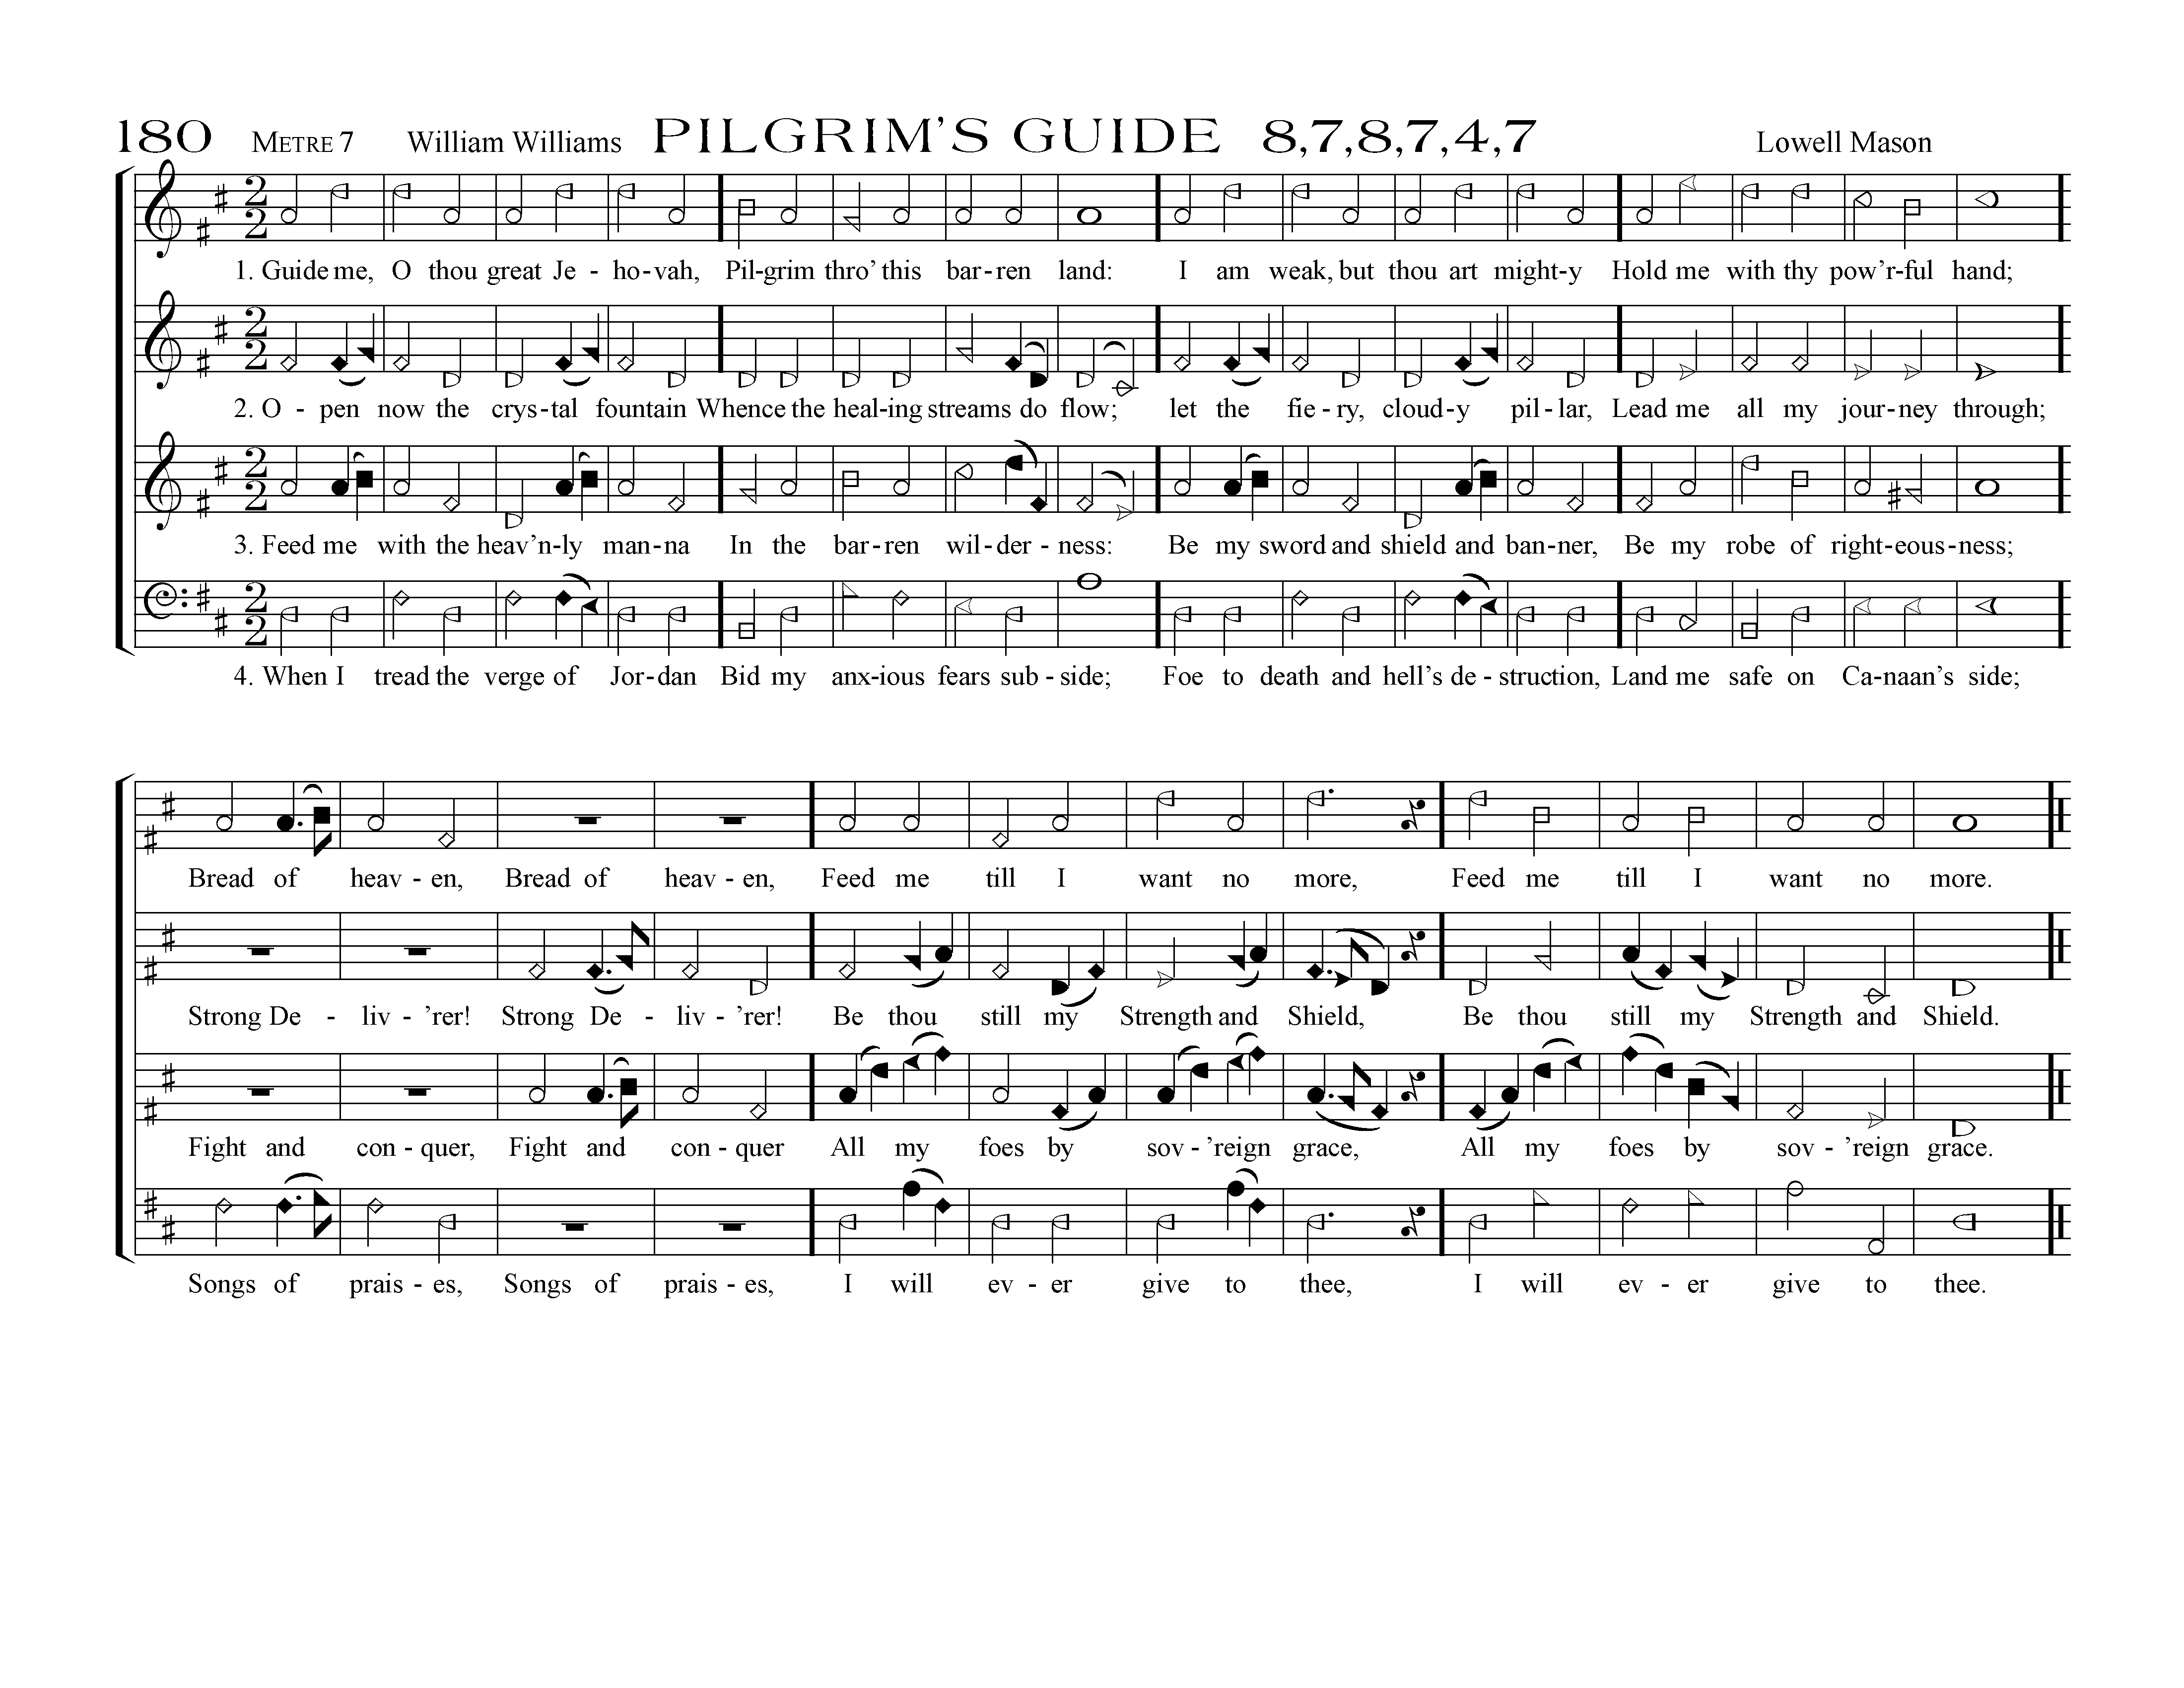 180 METRE 7 William Williams PILGRIM'S GUIDE 8,7,8,7,4,7 Lowell Mason
1. Guide me, O thou great Je - ho - vah, Pil - grim thro' this bar - ren land: I am weak, but thou art might - y Hold me with thy pow'r - ful hand;
2. O - pen now the crys - tal fountain Whence the heal - ing streams do flow; let the fie - ry, cloud - y pil - lar, Lead me all my jour - ney through;
3. Feed me with the heav'n - ly man - na In the bar - ren wil - der - ness: Be my sword and shield and ban - ner, Be my robe of right - eous - ness;
4. When I tread the verge of Jor - dan Bid my anx - ious fears sub - side; Foe to death and hell's de - struction, Land me safe on Ca - naan's side;
Bread of heav - en, Bread of heav - en, Feed me till I want no more, Feed me till I want no more.
Strong De - liv - 'rer! Strong De - liv - 'rer! Be thou still my Strength and Shield, Be thou still my Strength and Shield.
Fight and con - quer, Fight and con - quer All my foes by sov - 'reign grace, All my foes by sov - 'reign grace.
Songs of prais - es, Songs of prais - es, I will ev - er give to thee, I will ev - er give to thee.